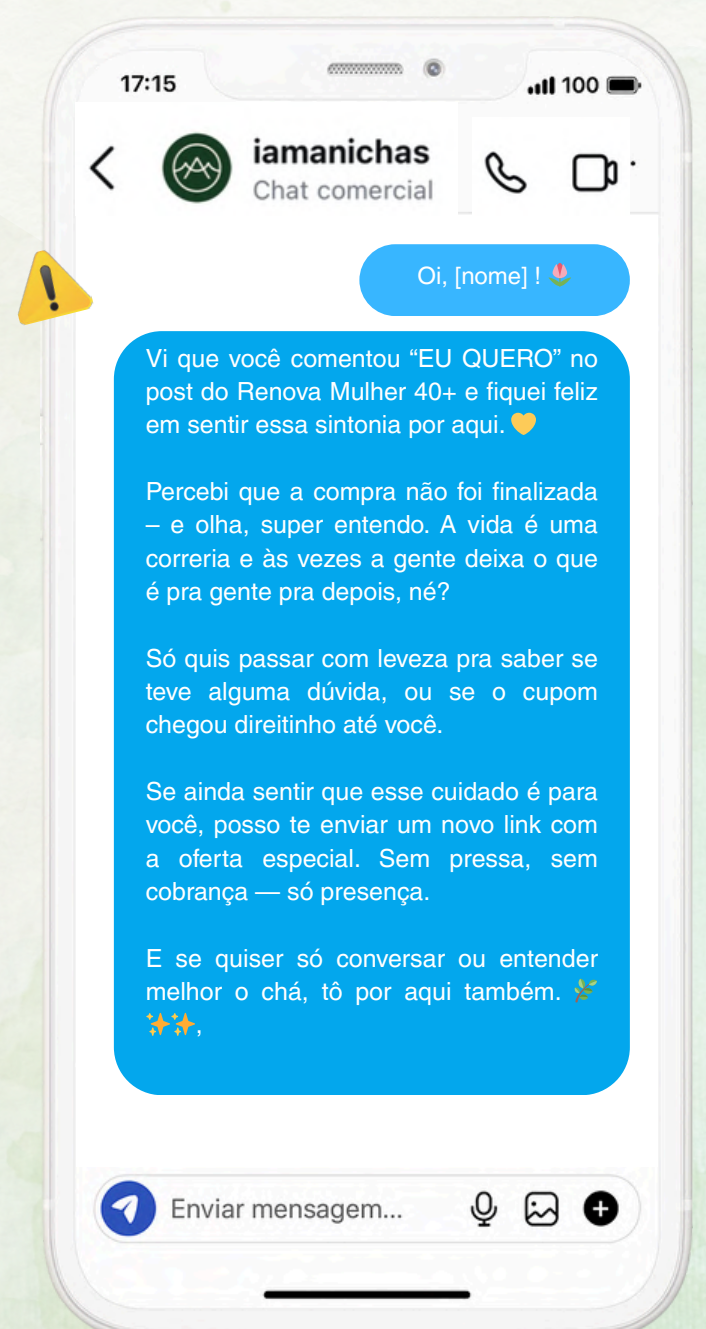 17:15
100
iamanichas
Chat comercial
Oi, [nome] ! 🌷
Vi que você comentou “EU QUERO” no
post do Renova Mulher 40+ e fiquei feliz
em sentir essa sintonia por aqui. 💛
Percebi que a compra não foi finalizada
– e olha, super entendo. A vida é uma
correria e às vezes a gente deixa o que
é pra gente pra depois, né?
Só quis passar com leveza pra saber se
teve alguma dúvida, ou se o cupom
chegou direitinho até você.
Se ainda sentir que esse cuidado é para
você, posso te enviar um novo link com
a oferta especial. Sem pressa, sem
cobrança — só presença.
E se quiser só conversar ou entender
melhor o chá, tô por aqui também. 🌿
✨✨,
Enviar mensagem...